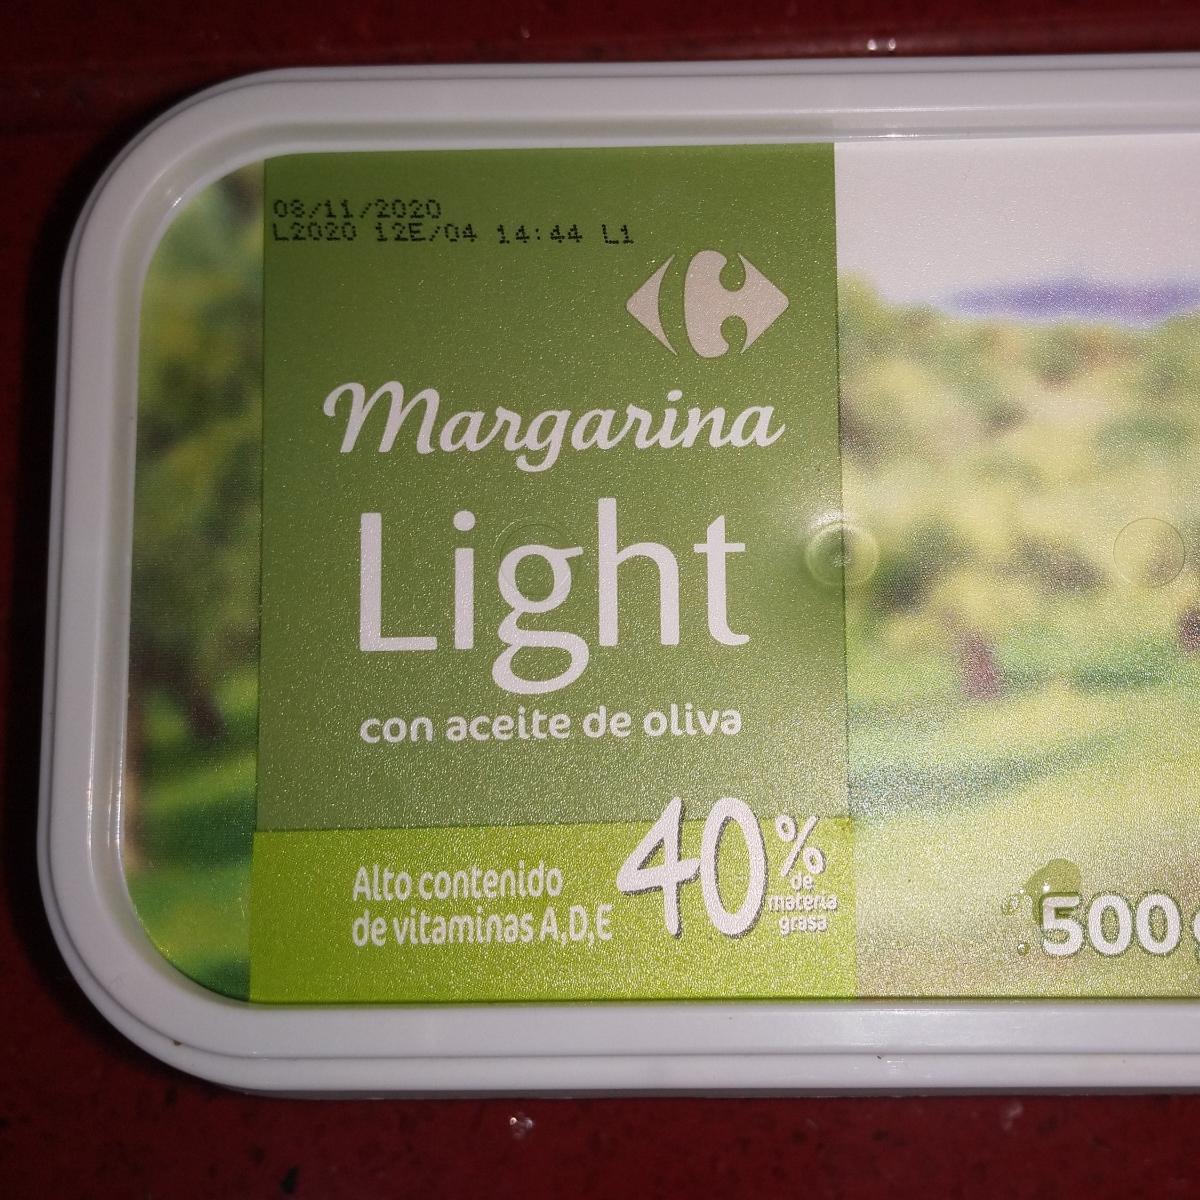 08/11/2020
L2020 12E/04 14:44 L1
Margarina
Light
con aceite de oliva
Alto contenido
de vitaminas A,D,E
40%
de
materia
grasa
500 g